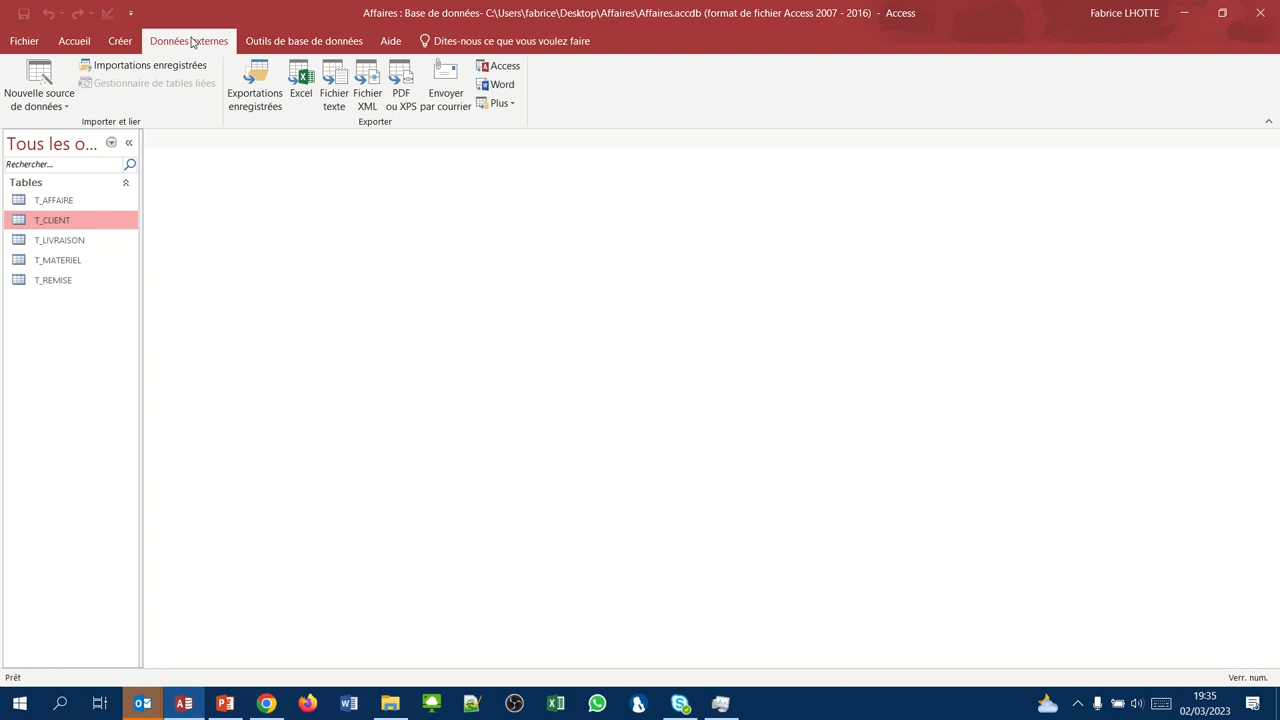 Affaires : Base de données- C:\Users\fabrice\Desktop\Affaires\Affaires.accdb (format de fichier Access 2007 - 2016) - Access
Fabrice LHOTTE
Fichier
Accueil
Créer
Données externes
Outils de base de données
Aide
Dites-nous ce que vous voulez faire
Nouvelle source
de données
Importations enregistrées
Gestionnaire de tables liées
Importer et lier
Exportations
enregistrées
Excel
Fichier
texte
Fichier
XML
PDF
ou XPS
Envoyer
par courrier
Access
Word
Plus
Exporter
Tous les o...
Rechercher...
Tables
T_AFFAIRE
T_CLIENT
T_LIVRAISON
T_MATERIEL
T_REMISE
Prêt
Verr. num.
19:35
02/03/2023